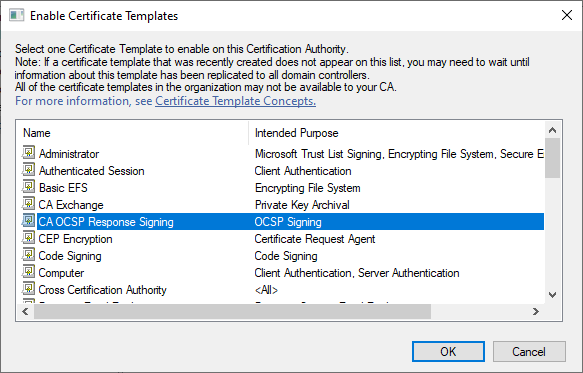 Enable Certificate Templates
Select one Certificate Template to enable on this Certification Authority.
Note: If a certificate template that was recently created does not appear on this list, you may need to wait until
information about this template has been replicated to all domain controllers.
All of the certificate templates in the organization may not be available to your CA.
For more information, see Certificate Template Concepts.
Name Intended Purpose
Administrator Microsoft Trust List Signing, Encrypting File System, Secure E
Authenticated Session Client Authentication
Basic EFS Encrypting File System
CA Exchange Private Key Archival
CA OCSP Response Signing OCSP Signing
CEP Encryption Certificate Request Agent
Code Signing Code Signing
Computer Client Authentication, Server Authentication
Cross Certification Authority <All>
OK Cancel